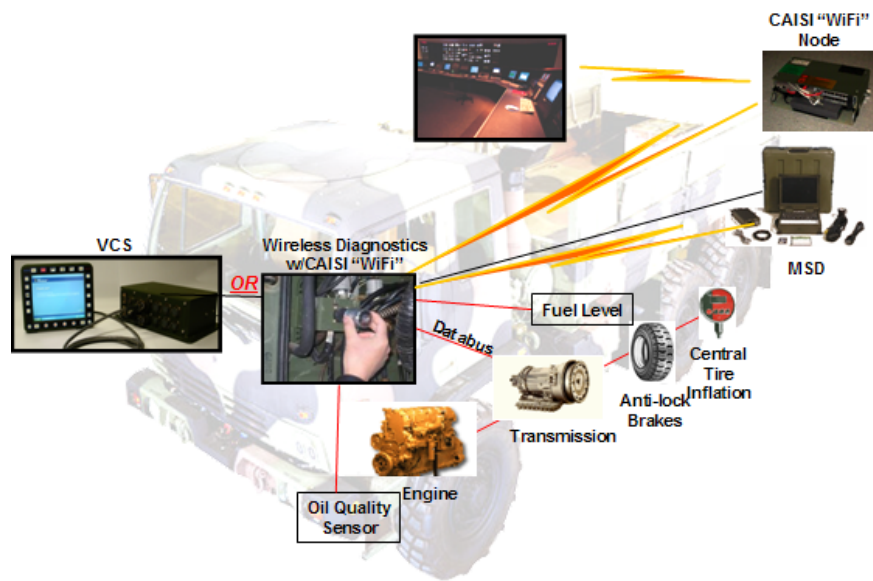 CAISI “WiFi”
Node
VCS
OR
Wireless Diagnostics
w/CAISI “WiFi”
MSD
Fuel Level
Databus
Central
Tire
Inflation
Anti-lock
Brakes
Transmission
Engine
Oil Quality
Sensor